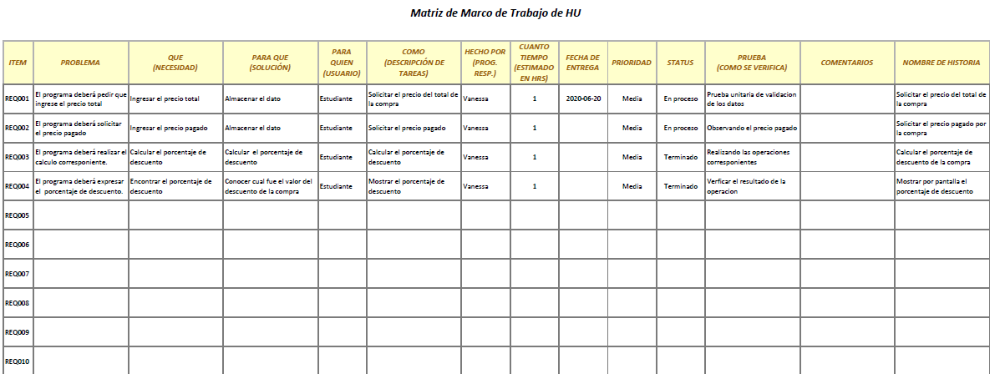 Matriz de Marco de Trabajo de HU
ITEM
PROBLEMA
QUE
(NECESIDAD)
PARA QUE
(SOLUCIÓN)
PARA
QUIEN
(USUARIO)
COMO
(DESCRIPCIÓN DE
TAREAS)
HECHO POR
(PROG.
RESP.)
CUANTO
TIEMPO
(ESTIMADO
EN HRS)
FECHA DE
ENTREGA
PRIORIDAD
STATUS
PRUEBA
(COMO SE VERIFICA)
COMENTARIOS
NOMBRE DE HISTORIA
REQ001
El programa deberá pedir que
ingrese el precio total
Ingresar el precio total
Almacenar el dato
Estudiante
Solicitar el precio del total de
la compra
Vanessa
1
2020-06-20
Media
En proceso
Prueba unitaria de validacion
de los datos
Solicitar el precio del total de
la compra
REQ002
El programa deberá solicitar
el precio pagado
Ingresar el precio pagado
Almacenar el dato
Estudiante
Solicitar el precio pagado
Vanessa
1
Media
En proceso
Observando el precio pagado
Solicitar el precio pagado por
la compra
REQ003
El programa deberá realizar el
calculo corresponiente.
Calcular el porcentaje de
descuento
Calcular el porcentaje de
descuento
Estudiante
Calcular el porcentaje de
descuento
Vanessa
1
Media
Terminado
Realizando las operaciones
correspondientes
Calcular el porcentaje de
descuento de la compra
REQ004
El programa deberá expresar
el porcentaje de descuento.
Encontrar el porcentaje de
descuento
Conocer cual fue el valor del
descuento de la compra
Estudiante
Mostrar el porcentaje de
descuento
Vanessa
1
Media
Terminado
Verficar el resultado de la
operacion
Mostrar por pantalla el
porcentaje de descuento
REQ005
REQ006
REQ007
REQ008
REQ009
REQ010